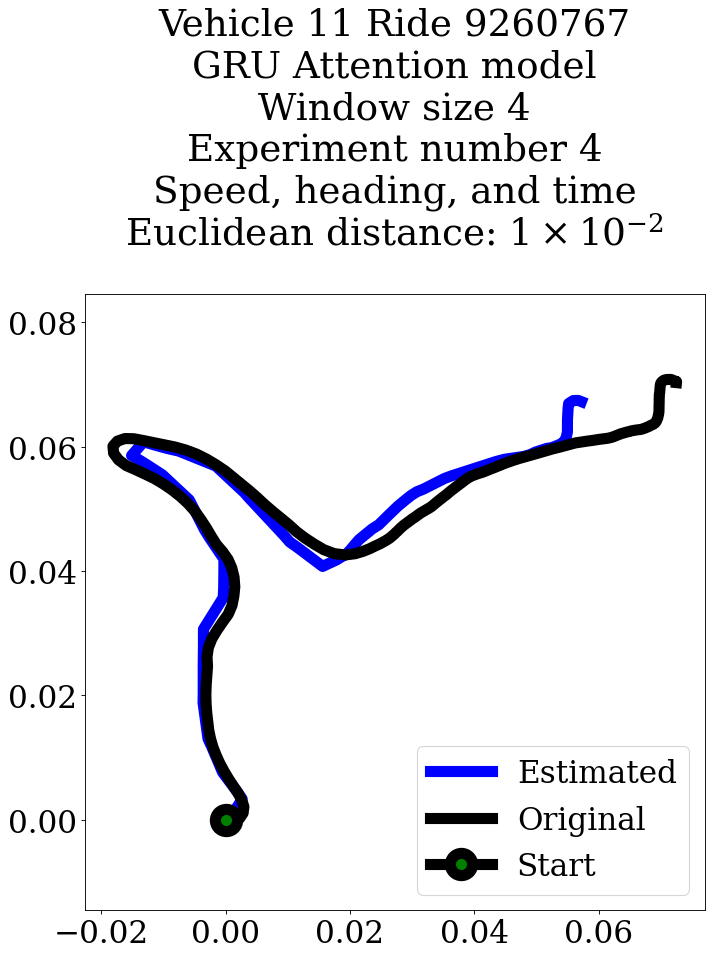 Vehicle 11 Ride 9260767
GRU Attention model
Window size 4
Experiment number 4
Speed, heading, and time
Euclidean distance: 1 × 10⁻²
0.08
0.06
0.04
0.02
0.00
Estimated
Original
Start
−0.02 0.00 0.02 0.04 0.06